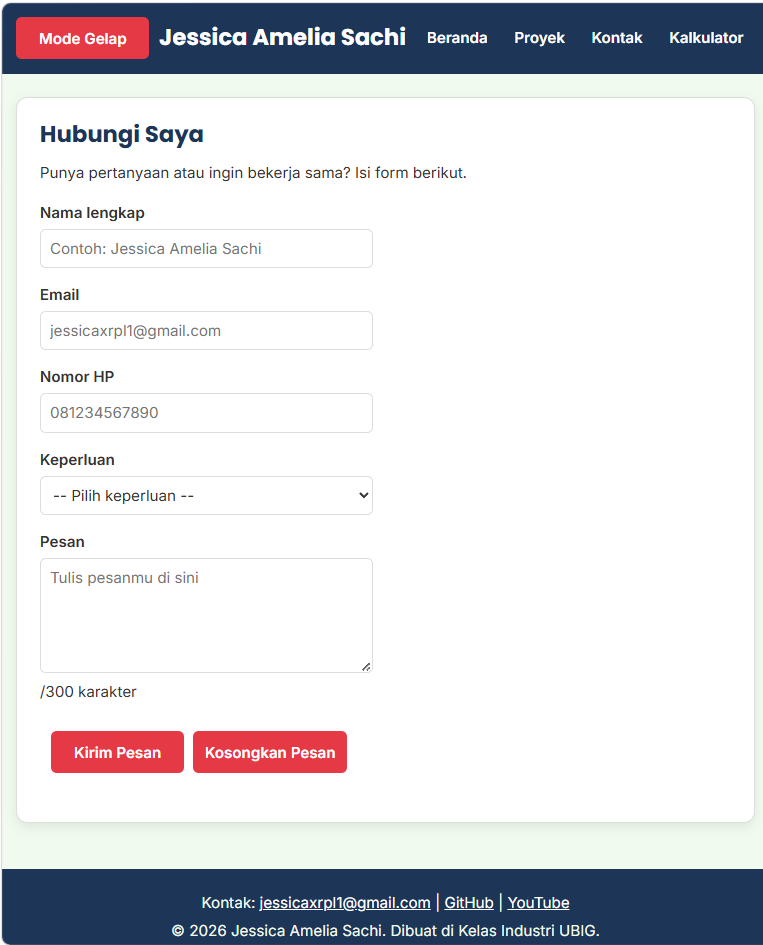 Mode Gelap Jessica Amelia Sachi Beranda Proyek Kontak Kalkulator
Hubungi Saya
Punya pertanyaan atau ingin bekerja sama? Isi form berikut.
Nama lengkap
Contoh: Jessica Amelia Sachi
Email
jessicaxrpl1@gmail.com
Nomor HP
081234567890
Keperluan
-- Pilih keperluan --
Pesan
Tulis pesanmu di sini
/300 karakter
Kirim Pesan Kosongkan Pesan
Kontak: jessicaxrpl1@gmail.com | GitHub | YouTube
© 2026 Jessica Amelia Sachi. Dibuat di Kelas Industri UBIG.